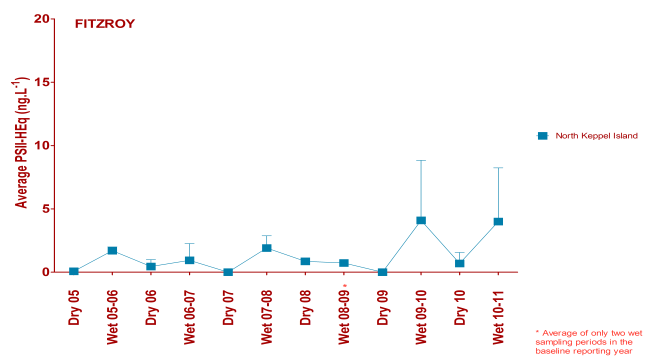 FITZROY
Average PSII-HEq (ng.L-1)
20
15
10
5
0
Dry 05
Wet 05-06
Dry 06
Wet 06-07
Dry 07
Wet 07-08
Dry 08
Wet 08-09*
Dry 09
Wet 09-10
Dry 10
Wet 10-11
North Keppel Island
* Average of only two wet
sampling periods in the
baseline reporting year